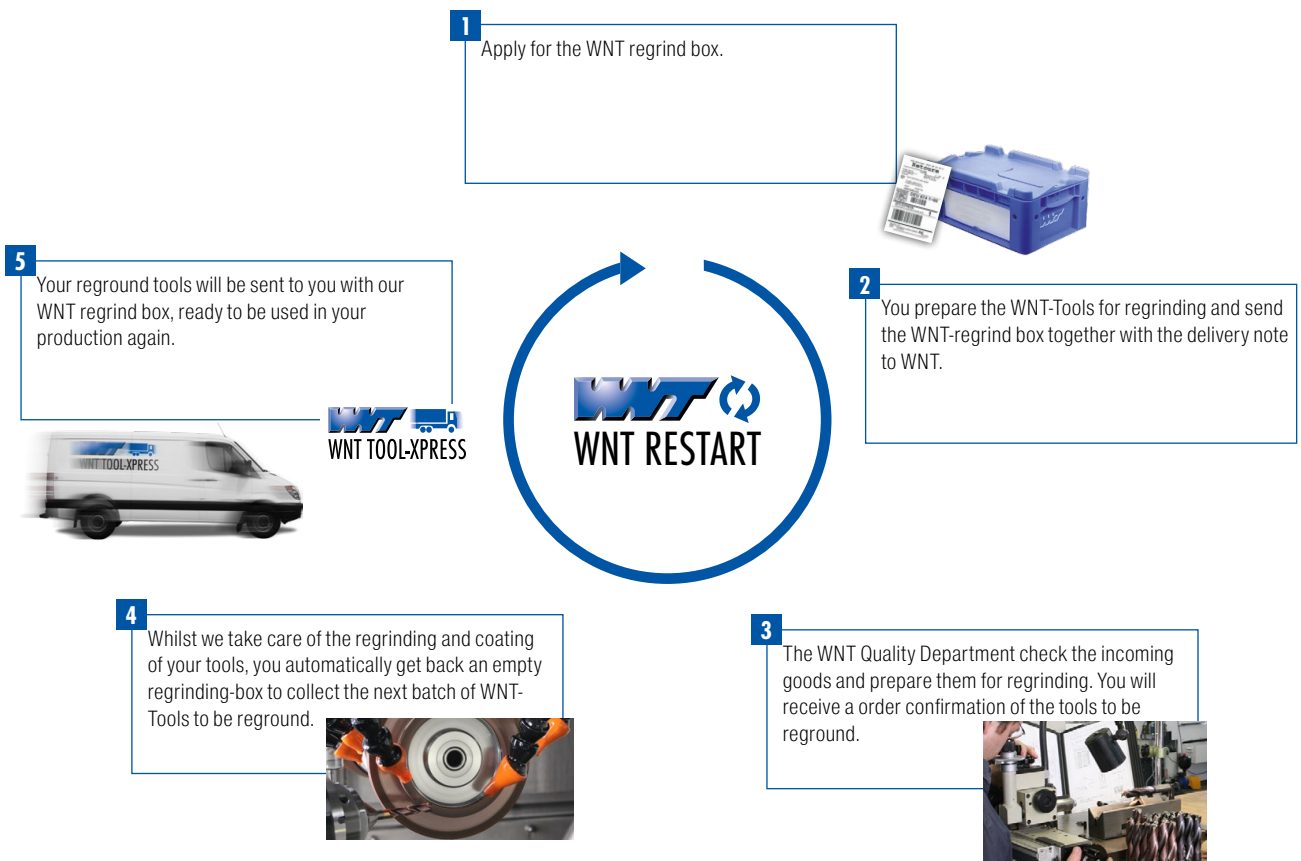 1
Apply for the WNT regrind box.
2
You prepare the WNT-Tools for regrinding and send
the WNT-regrind box together with the delivery note
to WNT.
3
The WNT Quality Department check the incoming
goods and prepare them for regrinding. You will
receive a order confirmation of the tools to be
reground.
4
Whilst we take care of the regrinding and coating
of your tools, you automatically get back an empty
regrinding-box to collect the next batch of WNT-
Tools to be reground.
5
Your reground tools will be sent to you with our
WNT regrind box, ready to be used in your
production again.
WNT
WNT TOOL-XPRESS
WNT TOOL-XPRESS
WNT
WNT RESTART
WNT